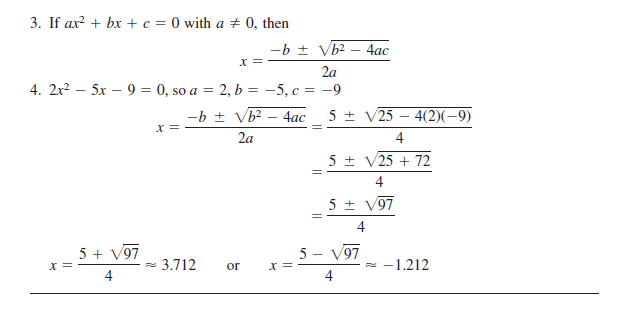 3. If ax² + bx + c = 0 with a ≠ 0, then
x = (−b ± √(b² − 4ac)) / 2a
4. 2x² − 5x − 9 = 0, so a = 2, b = −5, c = −9
x = (−b ± √(b² − 4ac)) / 2a = (5 ± √(25 − 4(2)(−9))) / 4
= (5 ± √(25 + 72)) / 4
= (5 ± √97) / 4
x = (5 + √97) / 4 ≈ 3.712 or x = (5 − √97) / 4 ≈ −1.212